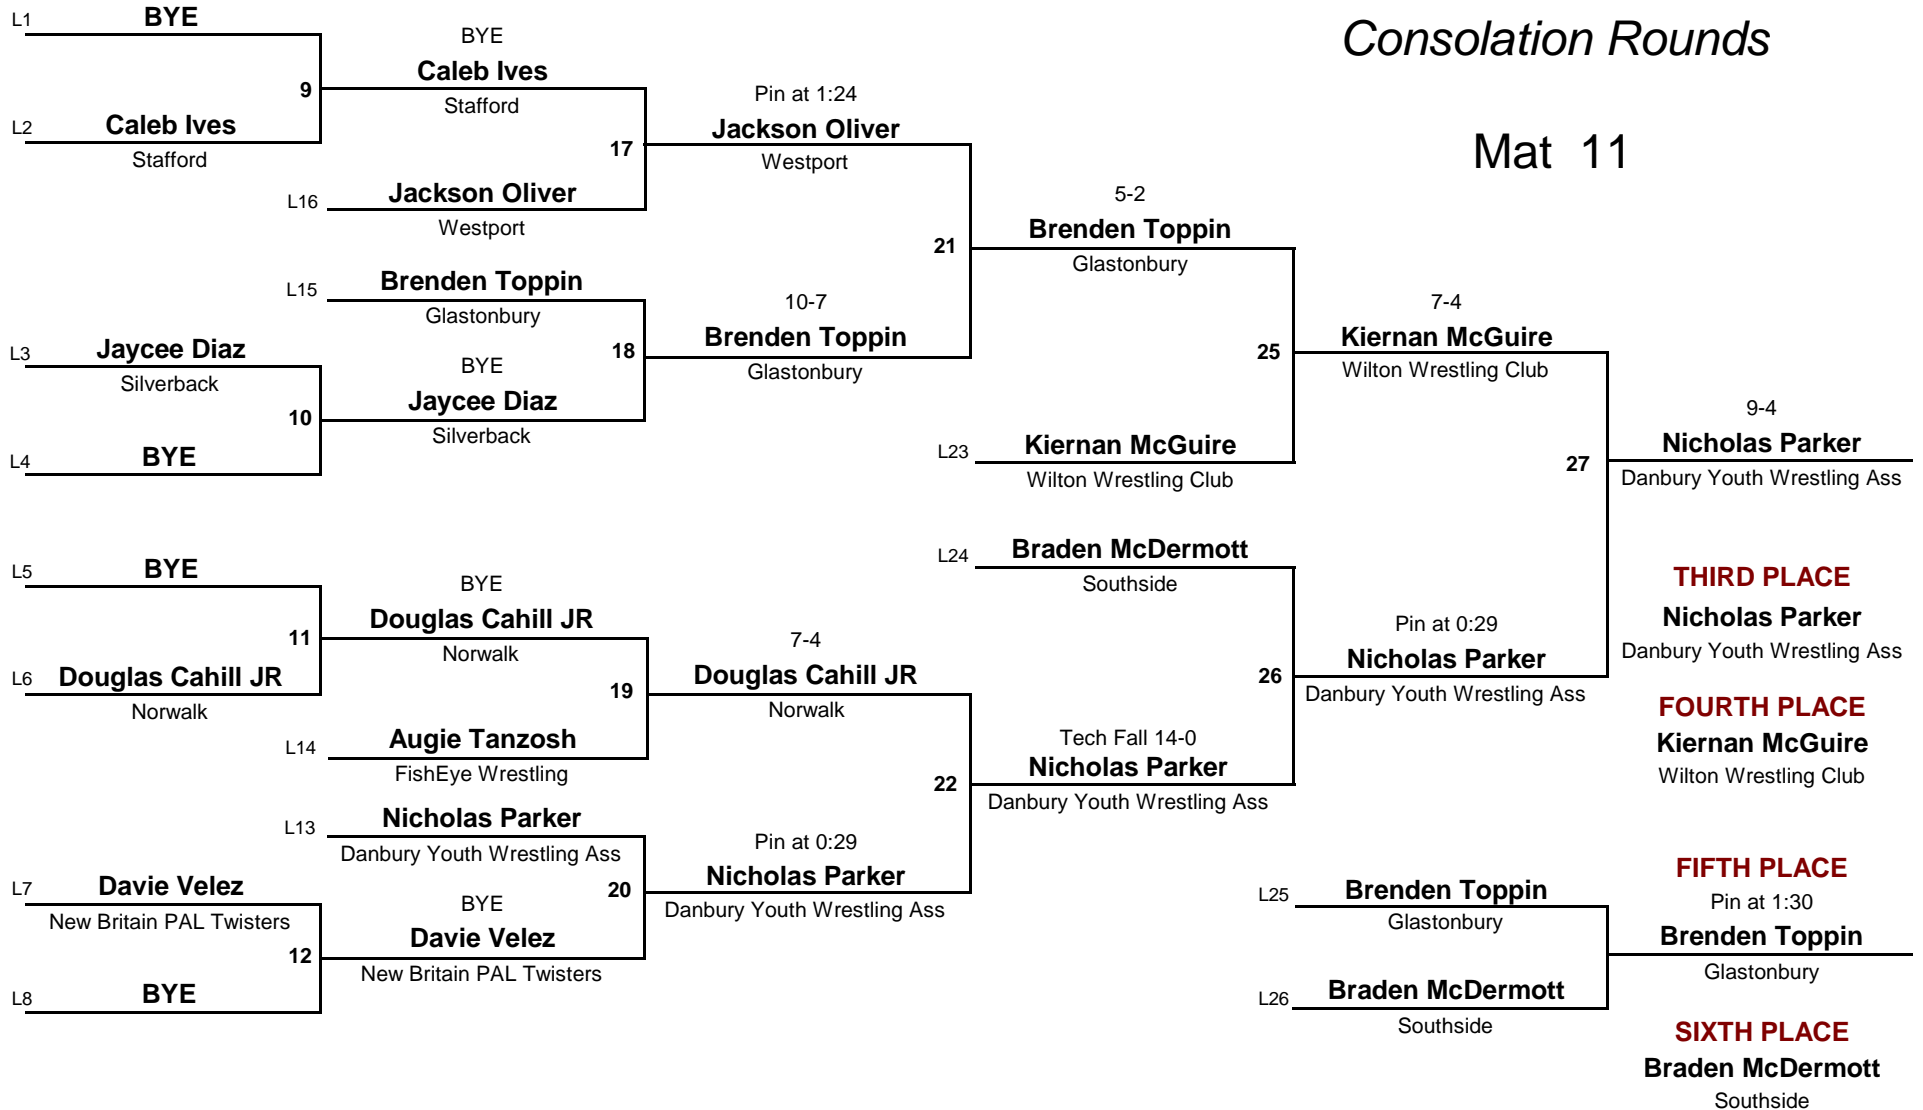 Consolation Rounds
Mat 11
L1
BYE
9
L2
Caleb Ives
Stafford
BYE
Caleb Ives
Stafford
17
L16
Jackson Oliver
Westport
Pin at 1:24
Jackson Oliver
Westport
21
L15
Brenden Toppin
Glastonbury
18
L3
Jaycee Diaz
Silverback
10
L4
BYE
BYE
Jaycee Diaz
Silverback
10-7
Brenden Toppin
Glastonbury
5-2
Brenden Toppin
Glastonbury
25
L23
Kiernan McGuire
Wilton Wrestling Club
7-4
Kiernan McGuire
Wilton Wrestling Club
27
9-4
Nicholas Parker
Danbury Youth Wrestling Ass
L5
BYE
11
L6
Douglas Cahill JR
Norwalk
BYE
Douglas Cahill JR
Norwalk
19
L14
Augie Tanzosh
FishEye Wrestling
7-4
Douglas Cahill JR
Norwalk
22
L13
Nicholas Parker
Danbury Youth Wrestling Ass
20
L7
Davie Velez
New Britain PAL Twisters
12
L8
BYE
BYE
Davie Velez
New Britain PAL Twisters
Pin at 0:29
Nicholas Parker
Danbury Youth Wrestling Ass
L24
Braden McDermott
Southside
26
Tech Fall 14-0
Nicholas Parker
Danbury Youth Wrestling Ass
Pin at 0:29
Nicholas Parker
Danbury Youth Wrestling Ass
THIRD PLACE
Nicholas Parker
Danbury Youth Wrestling Ass
FOURTH PLACE
Kiernan McGuire
Wilton Wrestling Club
L25
Brenden Toppin
Glastonbury
L26
Braden McDermott
Southside
FIFTH PLACE
Pin at 1:30
Brenden Toppin
Glastonbury
SIXTH PLACE
Braden McDermott
Southside